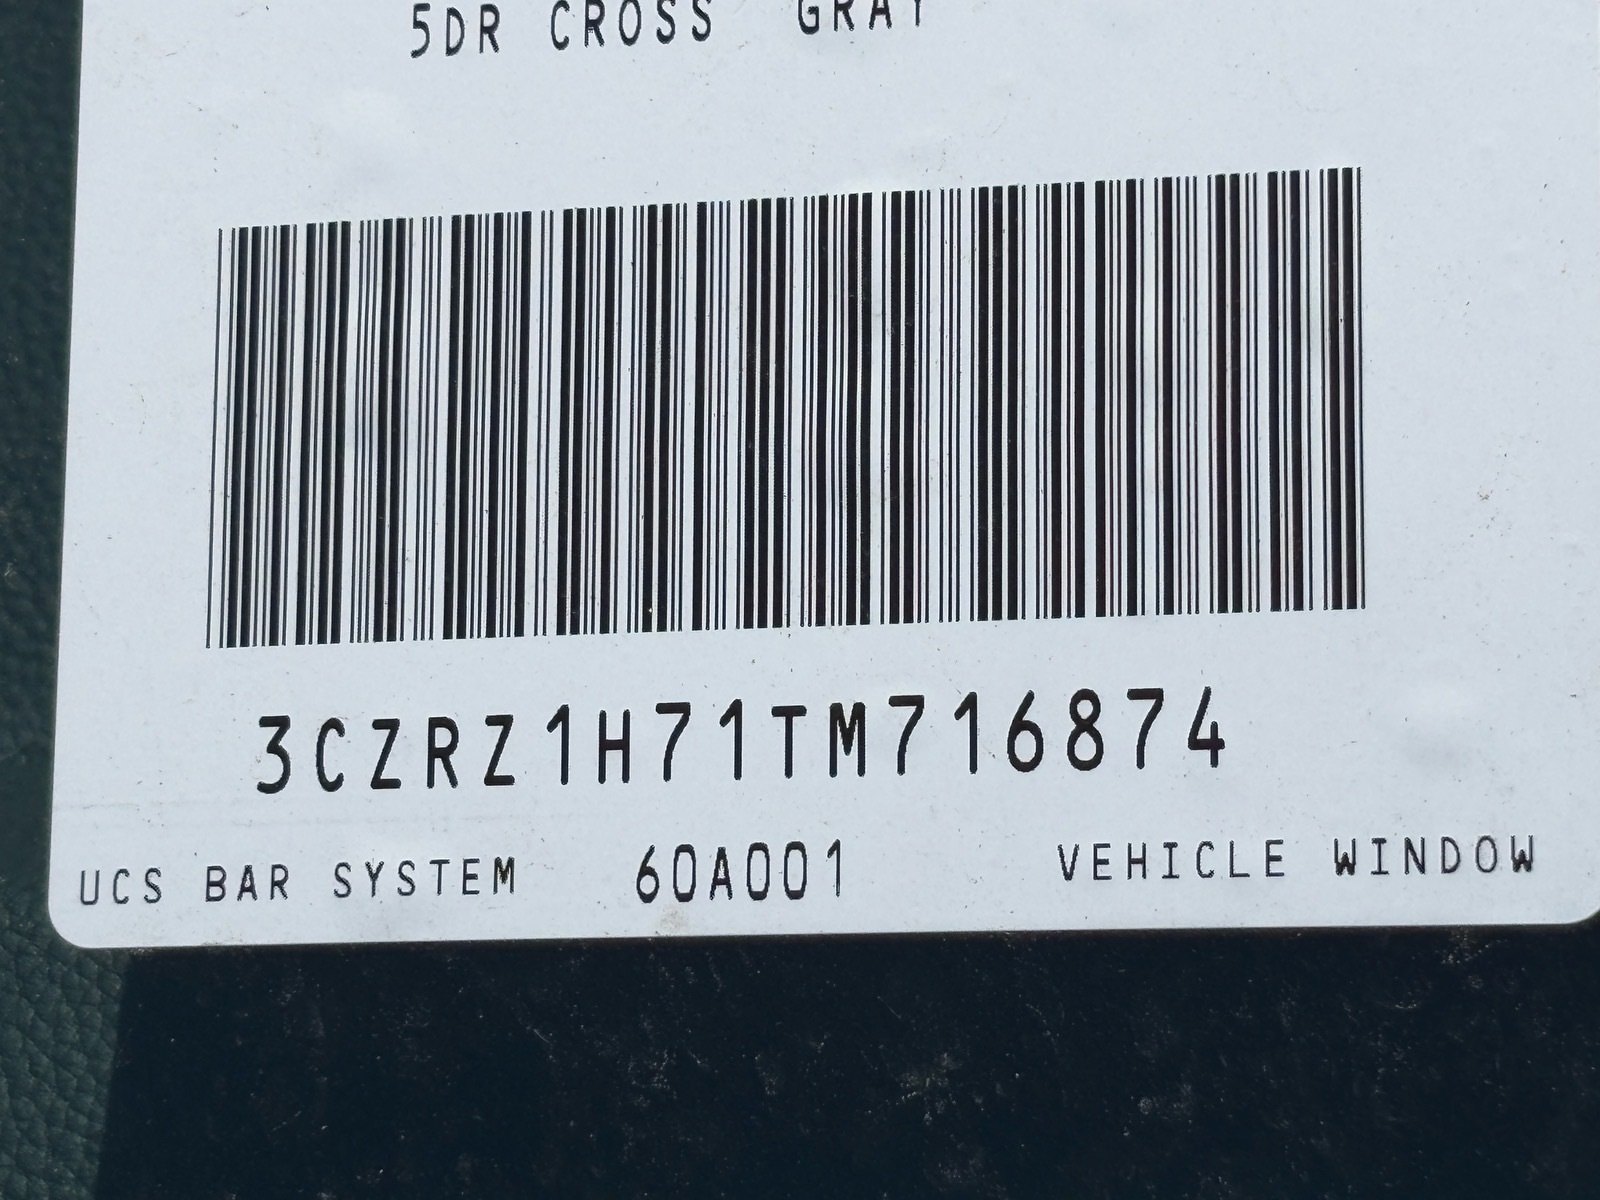 5DR CROSS GRAY
3CZRZ1H71TM716874
UCS BAR SYSTEM 60A001 VEHICLE WINDOW